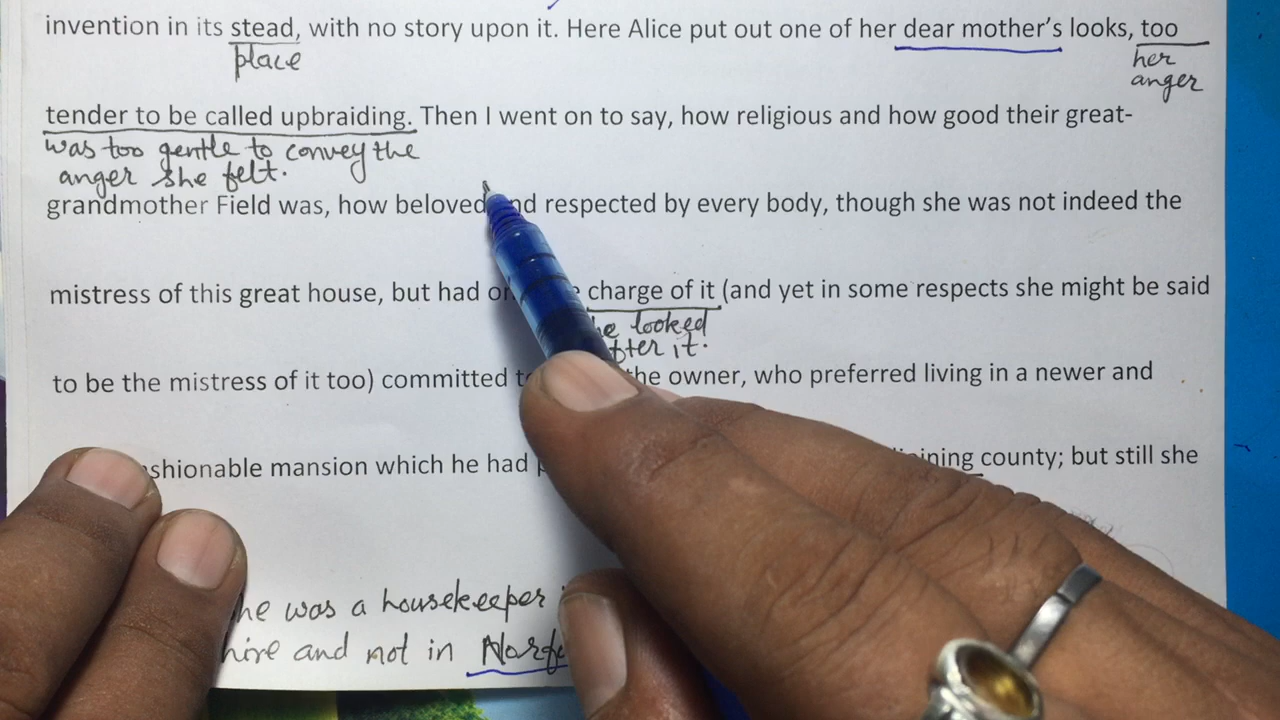 invention in its stead, with no story upon it. Here Alice put out one of her dear mother's looks, too
place
her
anger
tender to be called upbraiding. Then I went on to say, how religious and how good their great-
was too gentle to convey the
anger she felt.
grandmother Field was, how beloved and respected by every body, though she was not indeed the
mistress of this great house, but had charge of it (and yet in some respects she might be said
looked
it.
to be the mistress of it too) committed the owner, who preferred living in a newer and
mansion which he had county; but still she
was a housekeeper
and not in